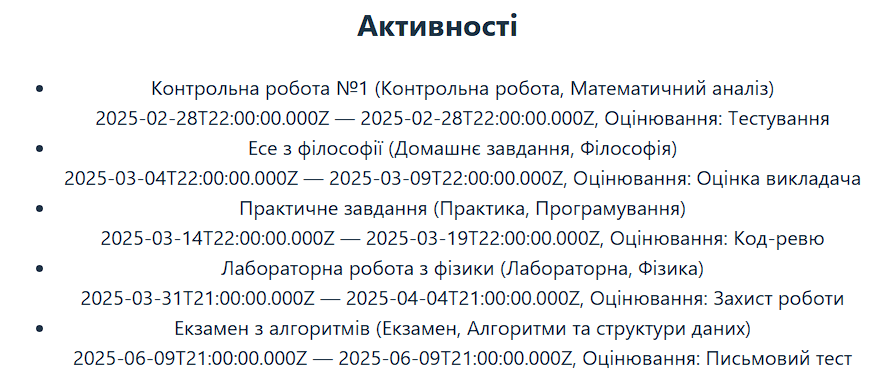 Активності
Контрольна робота №1 (Контрольна робота, Математичний аналіз)
2025-02-28T22:00:00.000Z — 2025-02-28T22:00:00.000Z, Оцінювання: Тестування
Есе з філософії (Домашнє завдання, Філософія)
2025-03-04T22:00:00.000Z — 2025-03-09T22:00:00.000Z, Оцінювання: Оцінка викладача
Практичне завдання (Практика, Програмування)
2025-03-14T22:00:00.000Z — 2025-03-19T22:00:00.000Z, Оцінювання: Код-ревю
Лабораторна робота з фізики (Лабораторна, Фізика)
2025-03-31T21:00:00.000Z — 2025-04-04T21:00:00.000Z, Оцінювання: Захист роботи
Екзамен з алгоритмів (Екзамен, Алгоритми та структури даних)
2025-06-09T21:00:00.000Z — 2025-06-09T21:00:00.000Z, Оцінювання: Письмовий тест